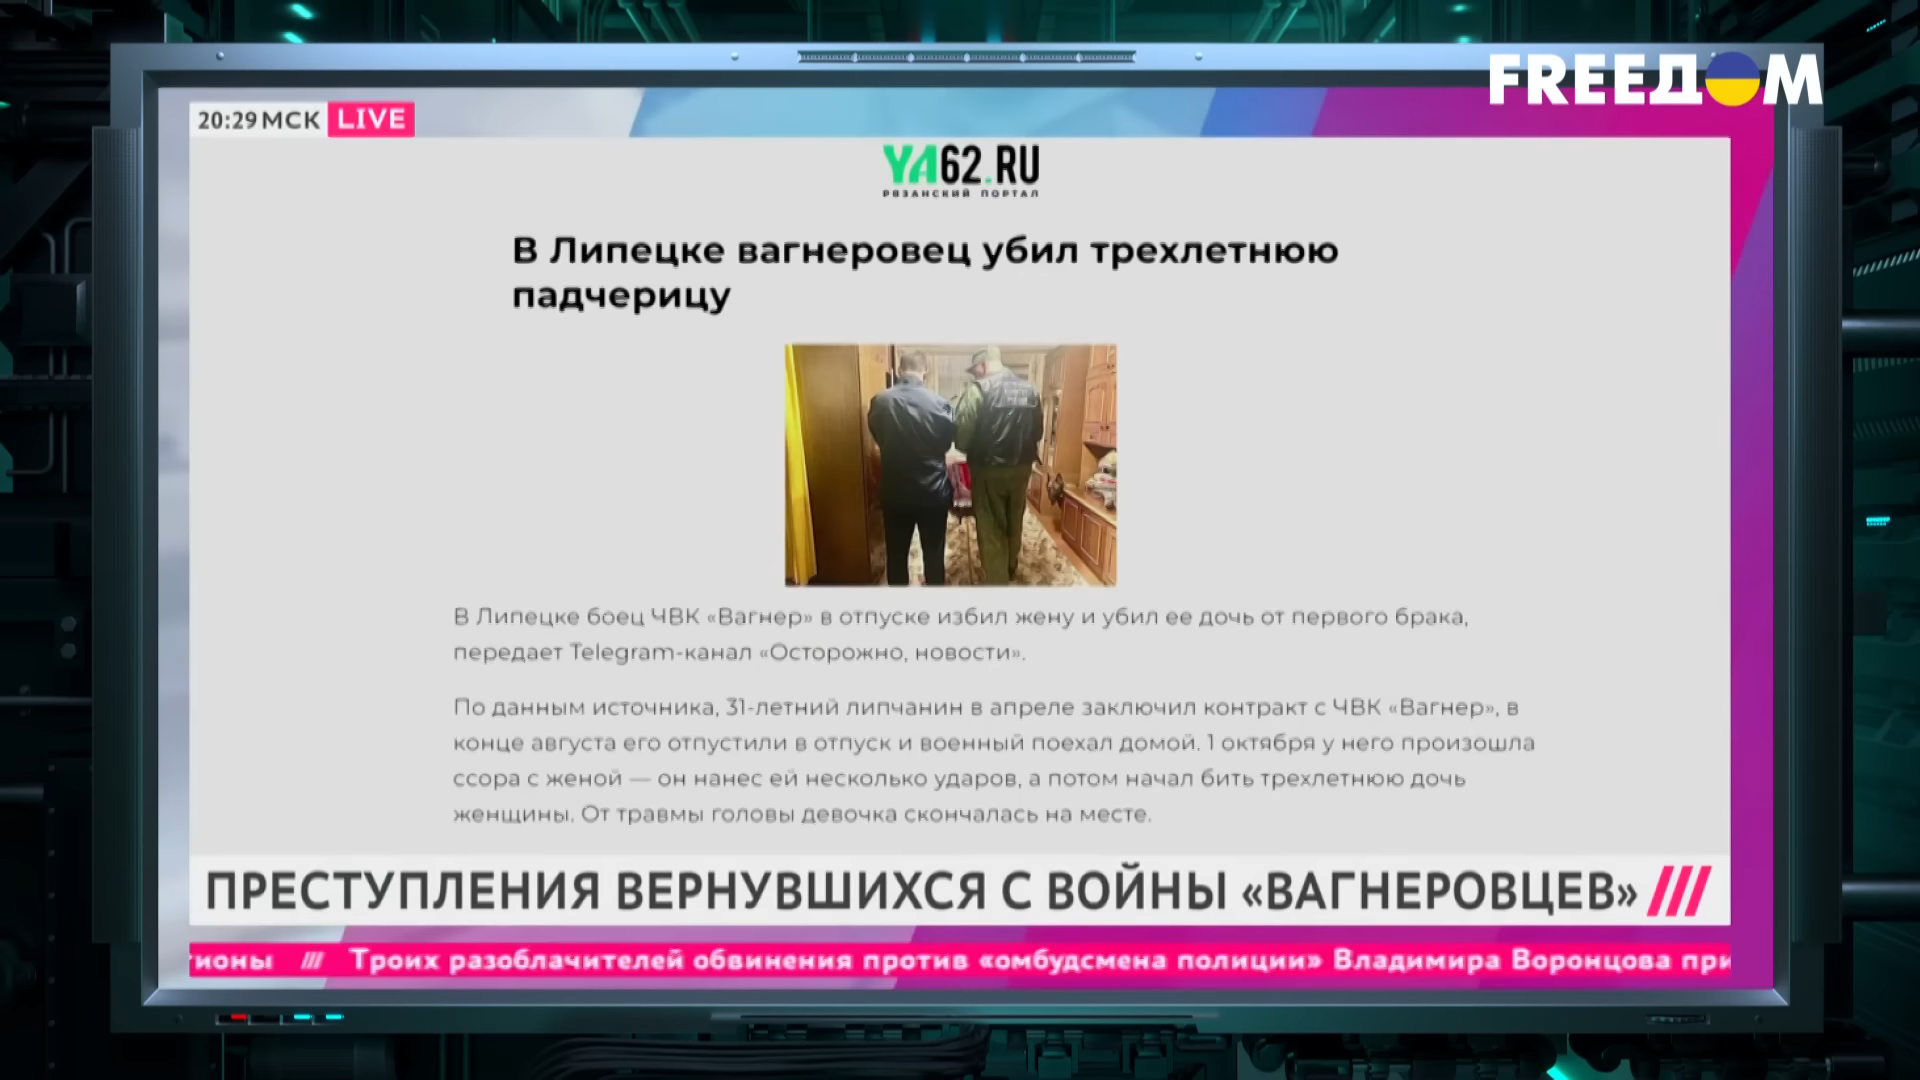 FREEДОМ
20:29 МСК LIVE
YA62.RU
РЯЗАНСКИЙ ПОРТАЛ
В Липецке вагнеровец убил трехлетнюю
падчерицу
В Липецке боец ЧВК «Вагнер» в отпуске избил жену и убил ее дочь от первого брака,
передает Telegram-канал «Осторожно, новости».
По данным источника, 31-летний липчанин в апреле заключил контракт с ЧВК «Вагнер», в
конце августа его отпустили в отпуск и военный поехал домой. 1 октября у него произошла
ссора с женой — он нанес ей несколько ударов, а потом начал бить трехлетнюю дочь
женщины. От травмы головы девочка скончалась на месте.
ПРЕСТУПЛЕНИЯ ВЕРНУВШИХСЯ С ВОЙНЫ «ВАГНЕРОВЦЕВ» ///
гионы /// Троих разоблачителей обвинения против «омбудсмена полиции» Владимира Воронцова при